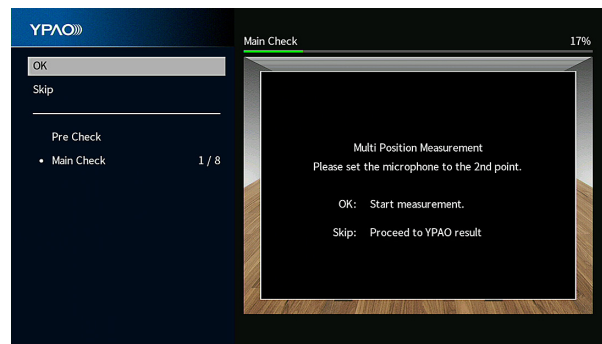 YPAO
OK
Skip
Pre Check
• Main Check 1 / 8
Main Check 17%
Multi Position Measurement
Please set the microphone to the 2nd point.
OK: Start measurement.
Skip: Proceed to YPAO result